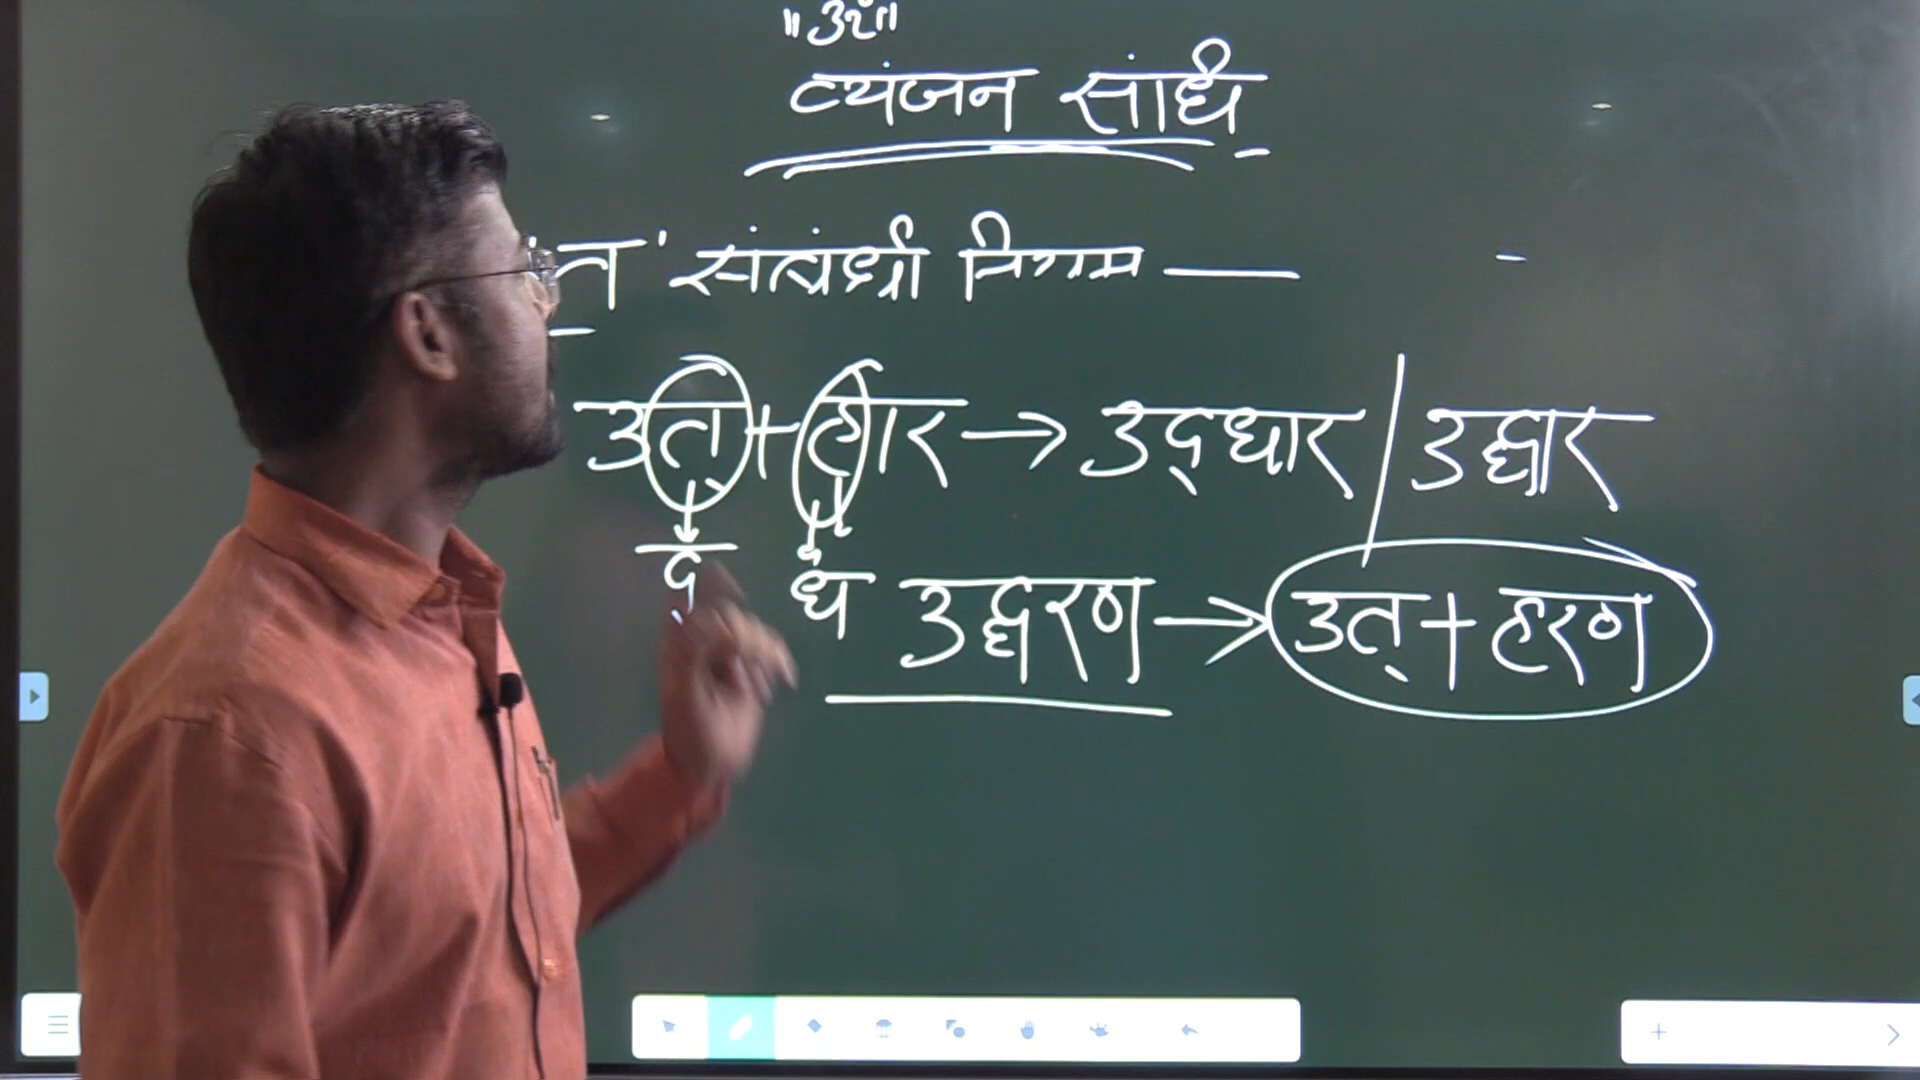 ॥ॐ॥
व्यंजन संधि
'त' संबंधी नियम —
उत् + हार → उद्धार / उद्धार
द् ध
उद्धरण → उत् + हरण